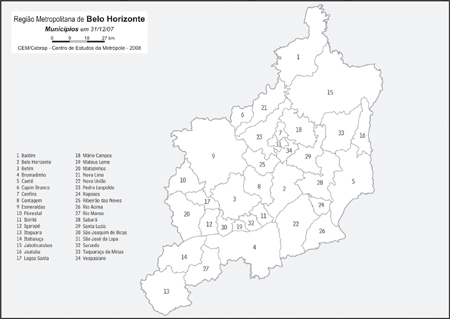 Região Metropolitana de Belo Horizonte
Municípios em 31/12/07
0 9 18 27 km
GEM/Cebrap - Centro de Estudos da Metrópole - 2008
1 Baldim
2 Belo Horizonte
3 Betim
4 Brumadinho
5 Caeté
6 Capim Branco
7 Confins
8 Contagem
9 Esmeraldas
10 Florestal
11 Ibirité
12 Igarapé
13 Itaguara
14 Itatiaiuçu
15 Jaboticatubas
16 Juatuba
17 Lagoa Santa
18 Mário Campos
19 Mateus Leme
20 Matozinhos
21 Nova Lima
22 Nova União
23 Pedro Leopoldo
24 Raposos
25 Ribeirão das Neves
26 Rio Acima
27 Rio Manso
28 Sabará
29 Santa Luzia
30 São Joaquim de Bicas
31 São José da Lapa
32 Sarzedo
33 Taquaraçu de Minas
34 Vespasiano
1
15
21
6
18
33
16
23
7
31
34
9
29
25
10
28
5
8
2
17
3
24
20
11
12
30
19
32
22
26
4
14
27
13